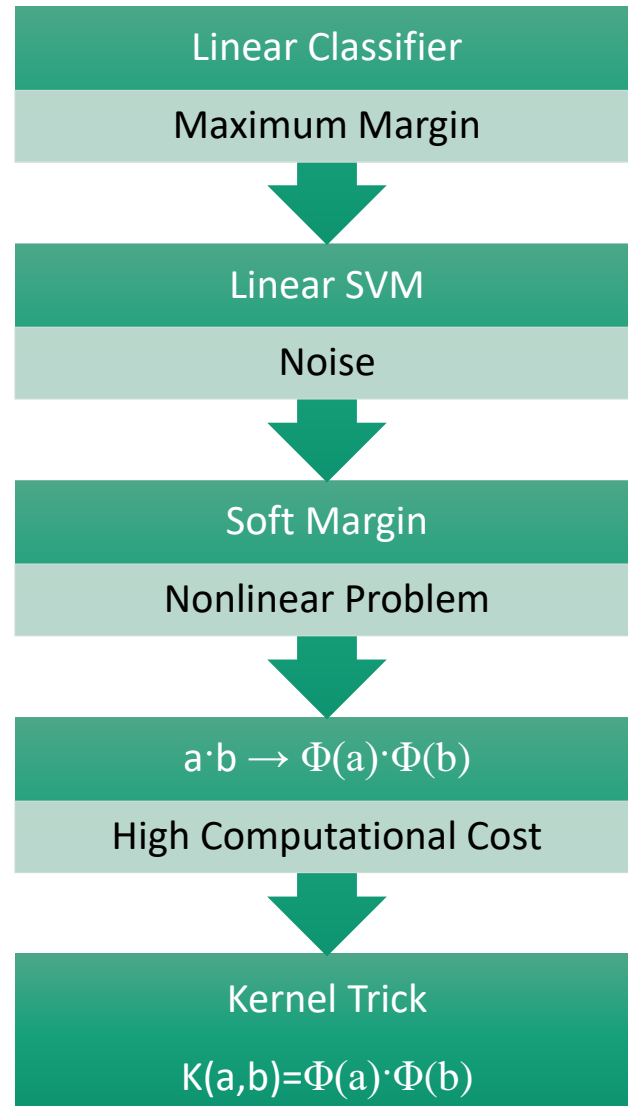 Linear Classifier
Maximum Margin
Linear SVM
Noise
Soft Margin
Nonlinear Problem
a·b → Φ(a)·Φ(b)
High Computational Cost
Kernel Trick
K(a,b)=Φ(a)·Φ(b)